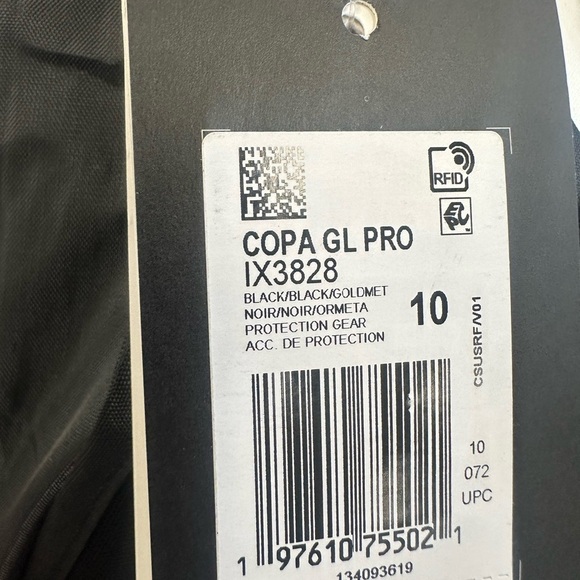 RFID
EPC
COPA GL PRO
IX3828
BLACK/BLACK/GOLDMET
NOIR/NOIR/ORMETA
PROTECTION GEAR
ACC. DE PROTECTION
10
CSUSRF/V01
10
072
UPC
1 97610 75502 1
134093619